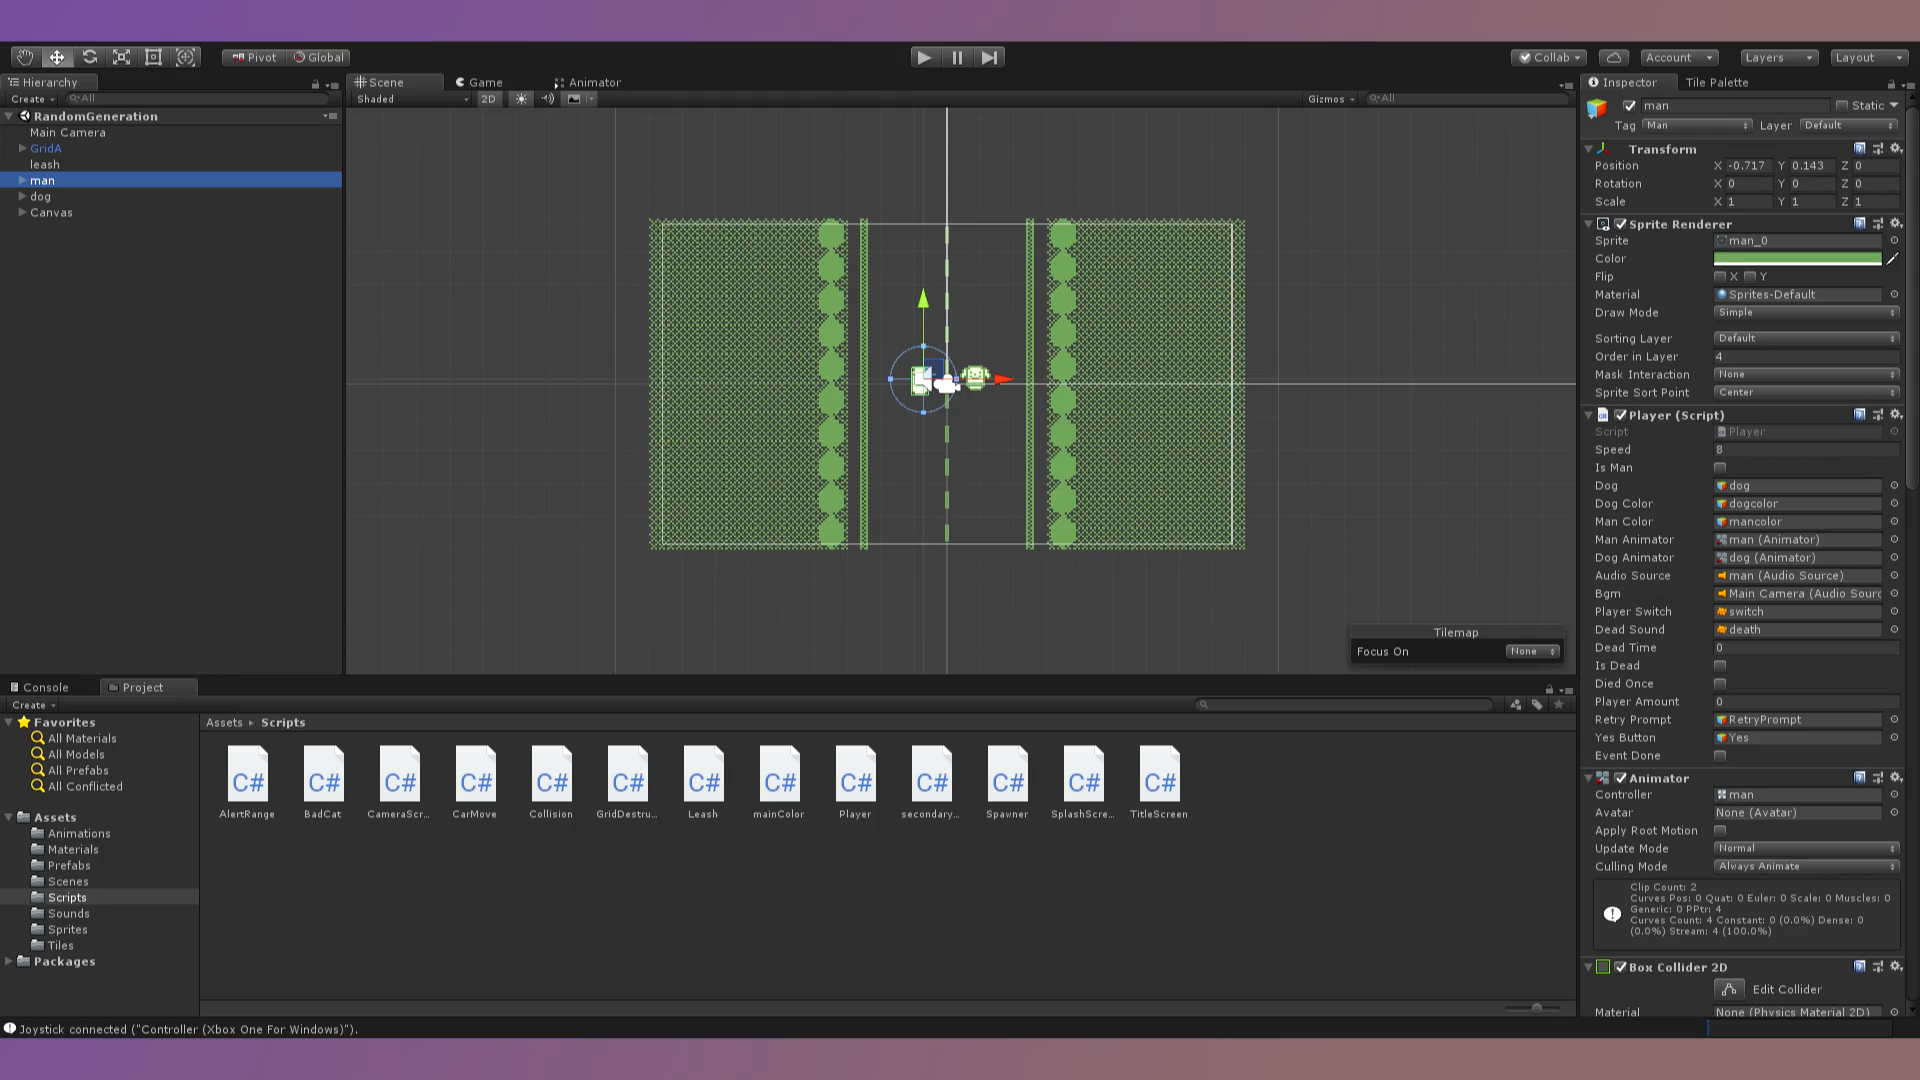 Pivot Global Collab Account Layers Layout
Hierarchy Scene Game Animator Inspector Tile Palette
Create All Shaded 2D Gizmos All
RandomGeneration
Main Camera
GridA
leash
man
dog
Canvas
Tilemap
Focus On None
man Static
Tag Man Layer Default
Transform
Position X -0.717 Y 0.143 Z 0
Rotation X 0 Y 0 Z 0
Scale X 1 Y 1 Z 1
Sprite Renderer
Sprite man_0
Color
Flip X Y
Material Sprites-Default
Draw Mode Simple
Sorting Layer Default
Order in Layer 4
Mask Interaction None
Sprite Sort Point Center
Player (Script)
Script Player
Speed 8
Is Man
Dog dog
Dog Color dogcolor
Man Color mancolor
Man Animator man (Animator)
Dog Animator dog (Animator)
Audio Source man (Audio Source)
Bgm Main Camera (Audio Sourc
Player Switch switch
Dead Sound death
Dead Time 0
Is Dead
Died Once
Player Amount 0
Retry Prompt RetryPrompt
Yes Button Yes
Event Done
Animator
Controller man
Avatar None (Avatar)
Apply Root Motion
Update Mode Normal
Culling Mode Always Animate
Clip Count: 2
Curves Pos: 0 Quat: 0 Euler: 0 Scale: 0 Muscles: 0
Generic: 0 PPtr: 4
Curves Count: 4 Constant: 0 (0.0%) Dense: 0
(0.0%) Stream: 4 (100.0%)
Box Collider 2D
Edit Collider
Material None (Physics Material 2D)
Console Project
Create
Favorites
All Materials
All Models
All Prefabs
All Conflicted
Assets
Animations
Materials
Prefabs
Scenes
Scripts
Sounds
Sprites
Tiles
Packages
Assets Scripts
C# C# C# C# C# C# C# C# C# C# C# C# C#
AlertRange BadCat CameraScr... CarMove Collision GridDestru... Leash mainColor Player secondary... Spawner SplashScre... TitleScreen
Joystick connected ("Controller (Xbox One For Windows)").